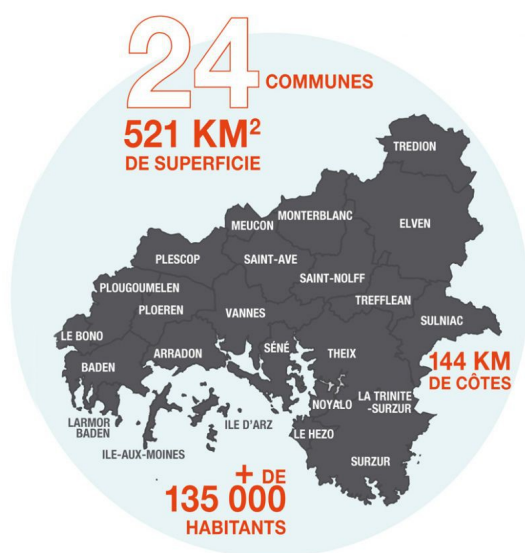 24
COMMUNES
521 KM²
DE SUPERFICIE
TREDION
ELVEN
MONTERBLANC
MEUCON
SAINT-AVE
PLESCOP
SAINT-NOLFF
PLOUGOUMELEN
TREFFLEAN
PLOEREN
VANNES
SULNIAC
LE BONO
SÉNÉ
THEIX
ARRADON
BADEN
144 KM
DE CÔTES
NOYALO
LA TRINITE
-SURZUR
LARMOR
BADEN
ILE D'ARZ
LE HEZO
ILE-AUX-MOINES
SURZUR
+ DE
135 000
HABITANTS